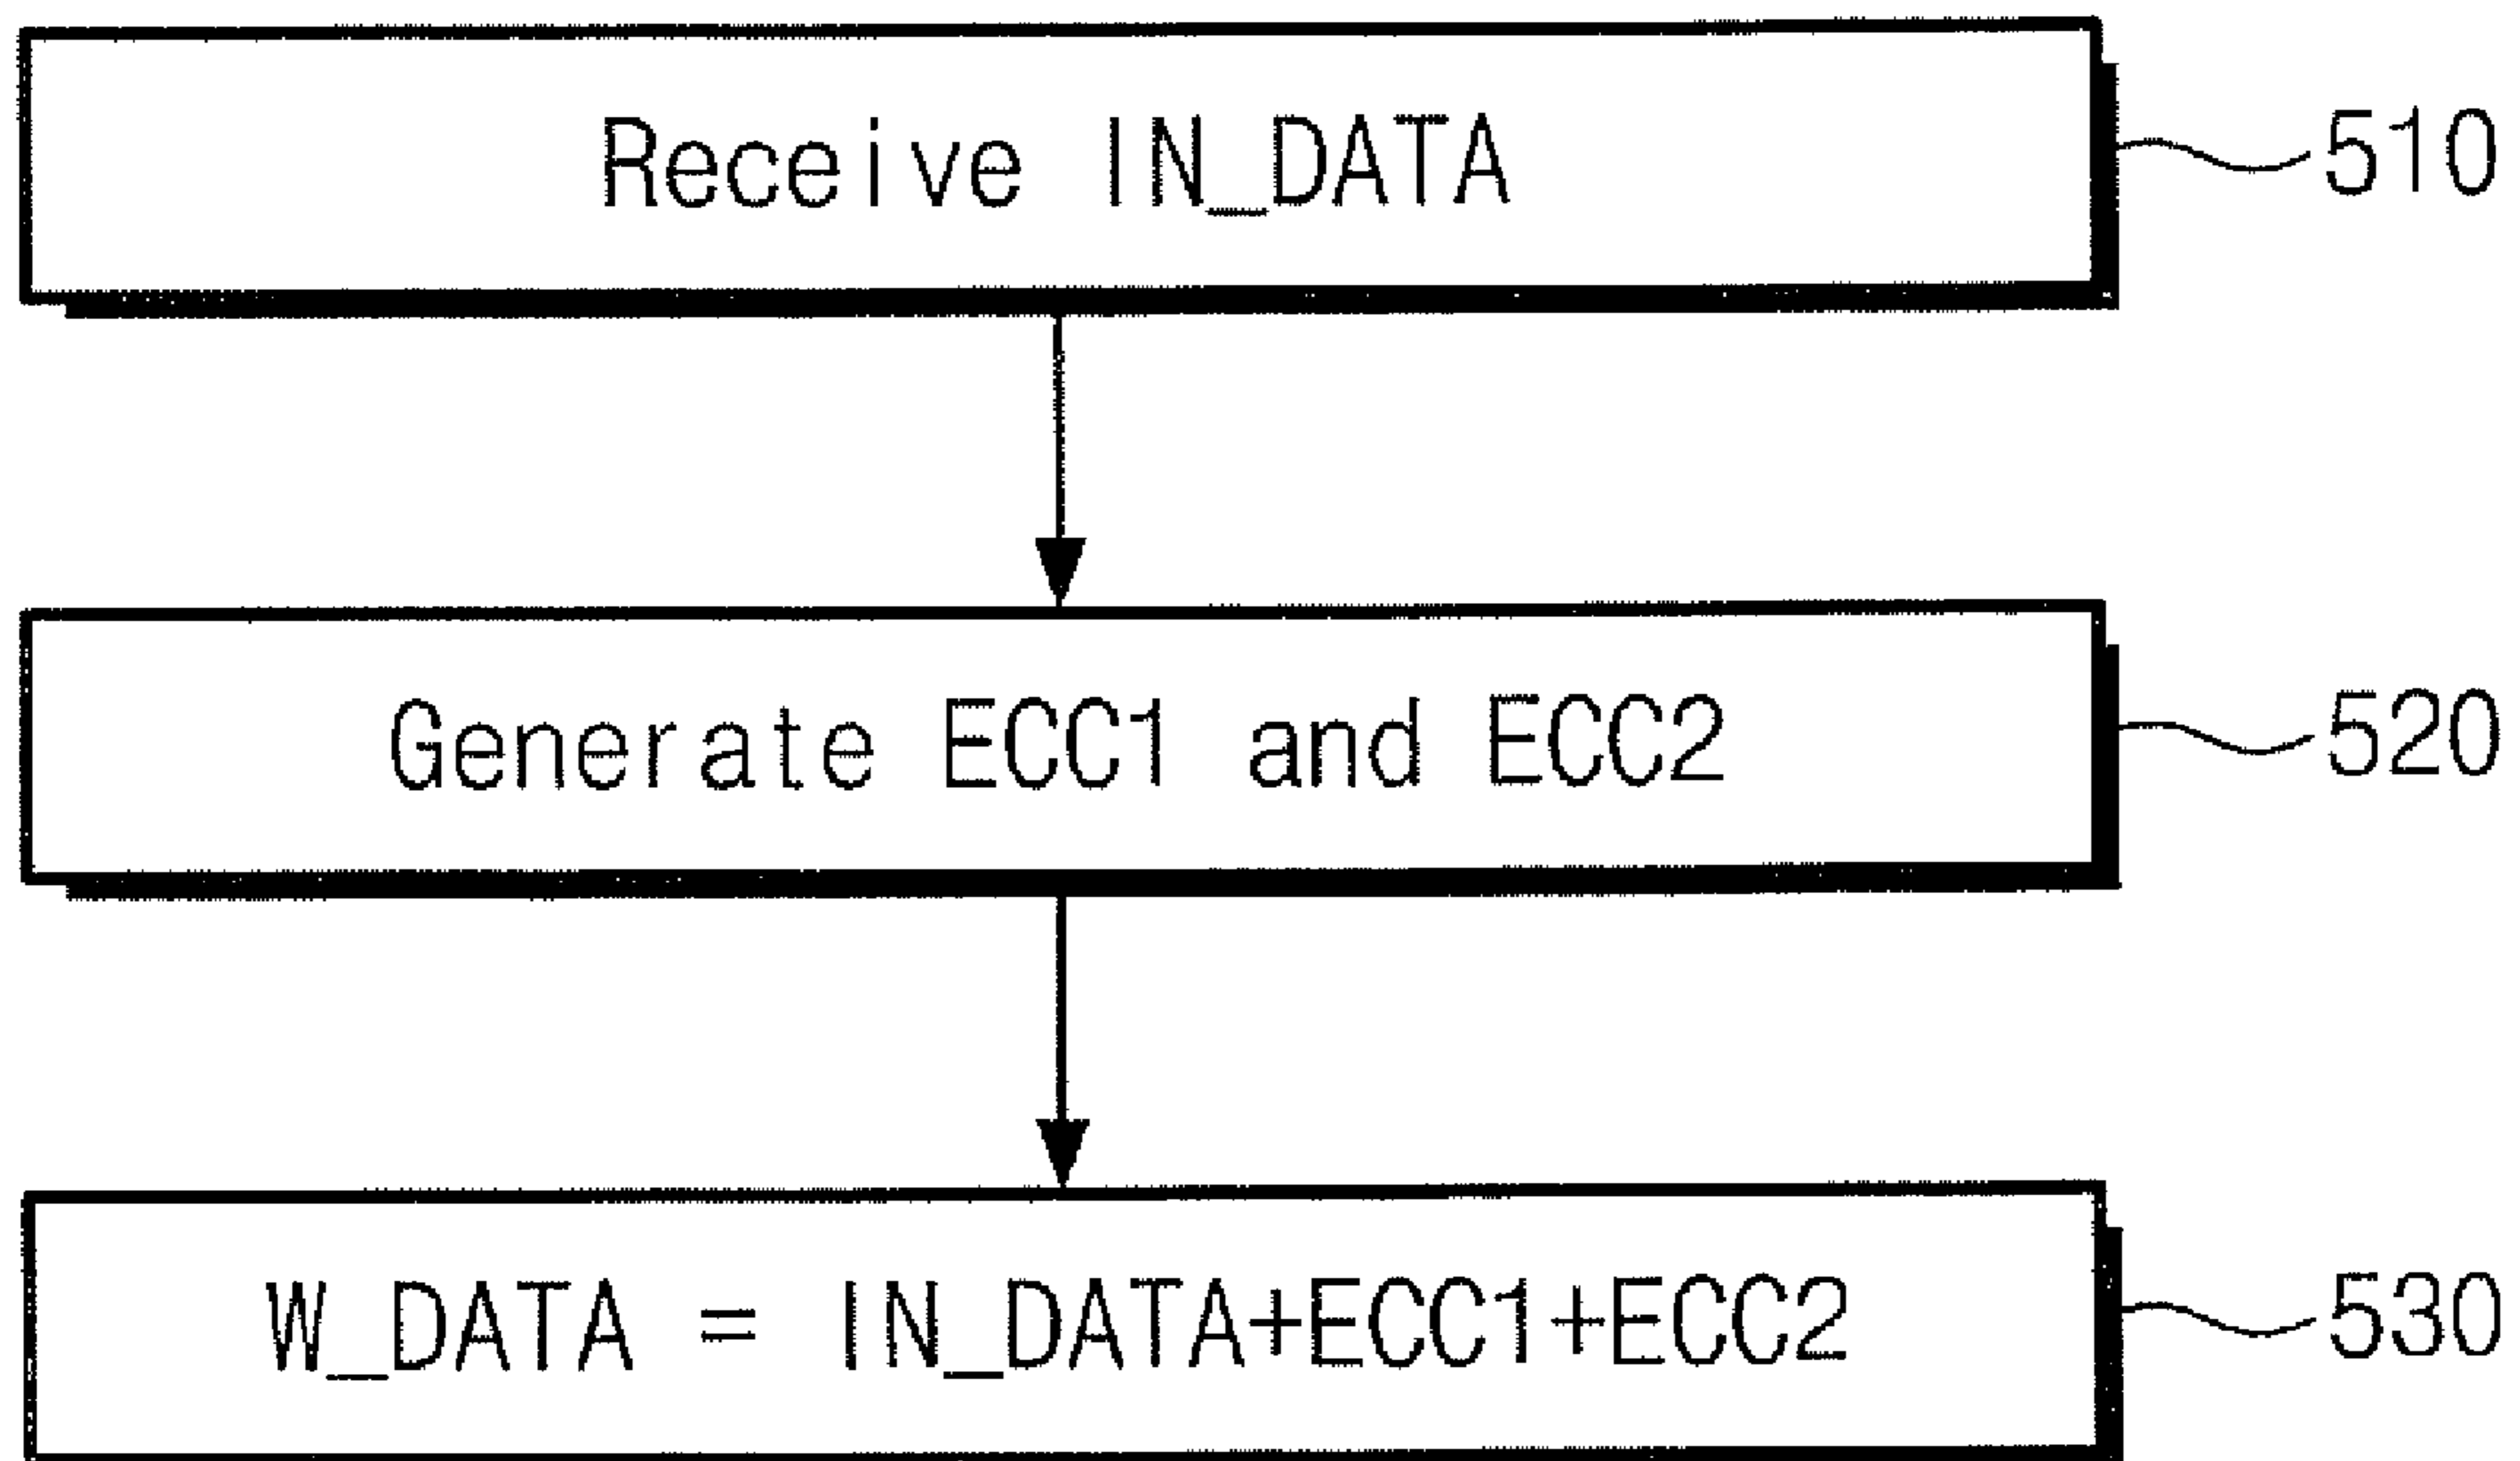 Receive IN_DATA 510
Generate ECC1 and ECC2 520
W_DATA = IN_DATA+ECC1+ECC2 530